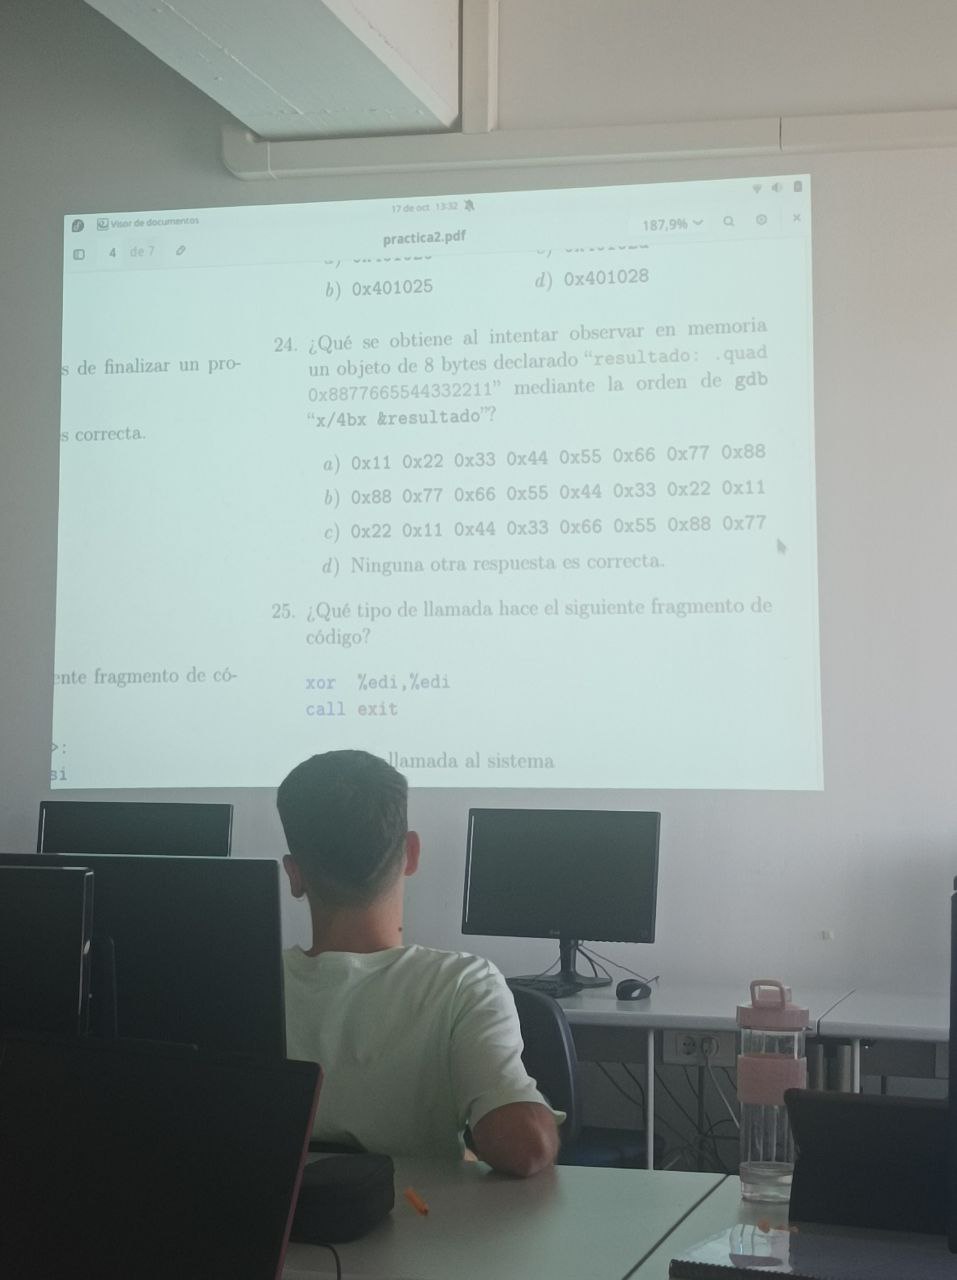 Visor de documentos
17 de oct 13:32
4 de 7
practica2.pdf
187,9%
b) 0x401025
d) 0x401028
s de finalizar un pro-
s correcta.
ente fragmento de có-
>:
si
24. ¿Qué se obtiene al intentar observar en memoria
un objeto de 8 bytes declarado “resultado: .quad
0x8877665544332211” mediante la orden de gdb
“x/4bx &resultado”?
a) 0x11 0x22 0x33 0x44 0x55 0x66 0x77 0x88
b) 0x88 0x77 0x66 0x55 0x44 0x33 0x22 0x11
c) 0x22 0x11 0x44 0x33 0x66 0x55 0x88 0x77
d) Ninguna otra respuesta es correcta.
25. ¿Qué tipo de llamada hace el siguiente fragmento de
código?
xor %edi,%edi
call exit
llamada al sistema